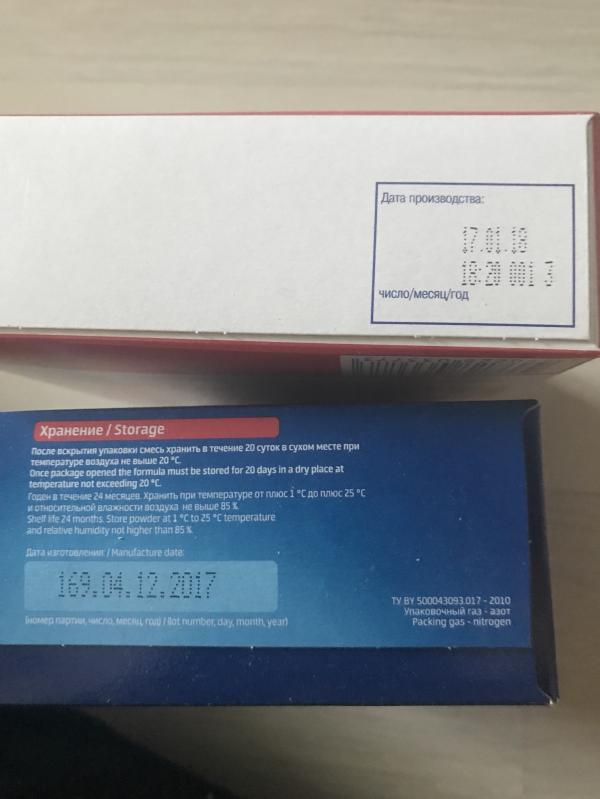 Дата производства:
17.01.18
18:20 001 3
число/месяц/год
Хранение / Storage
После вскрытия упаковки смесь хранить в течение 20 суток в сухом месте при
температуре воздуха не выше 20 °C.
Once package opened the formula must be stored for 20 days in a dry place at
temperature not exceeding 20 °C.
Годен в течение 24 месяцев. Хранить при температуре от плюс 1 °C до плюс 25 °C
и относительной влажности воздуха не выше 85 %.
Shelf life 24 months. Store powder at 1 °C to 25 °C temperature
and relative humidity not higher than 85 %.
Дата изготовления / Manufacture date:
169.04.12.2017
(номер партии, число, месяц, год) / (lot number, day, month, year)
ТУ BY 500043093.017 - 2010
Упаковочный газ - азот
Packing gas - nitrogen